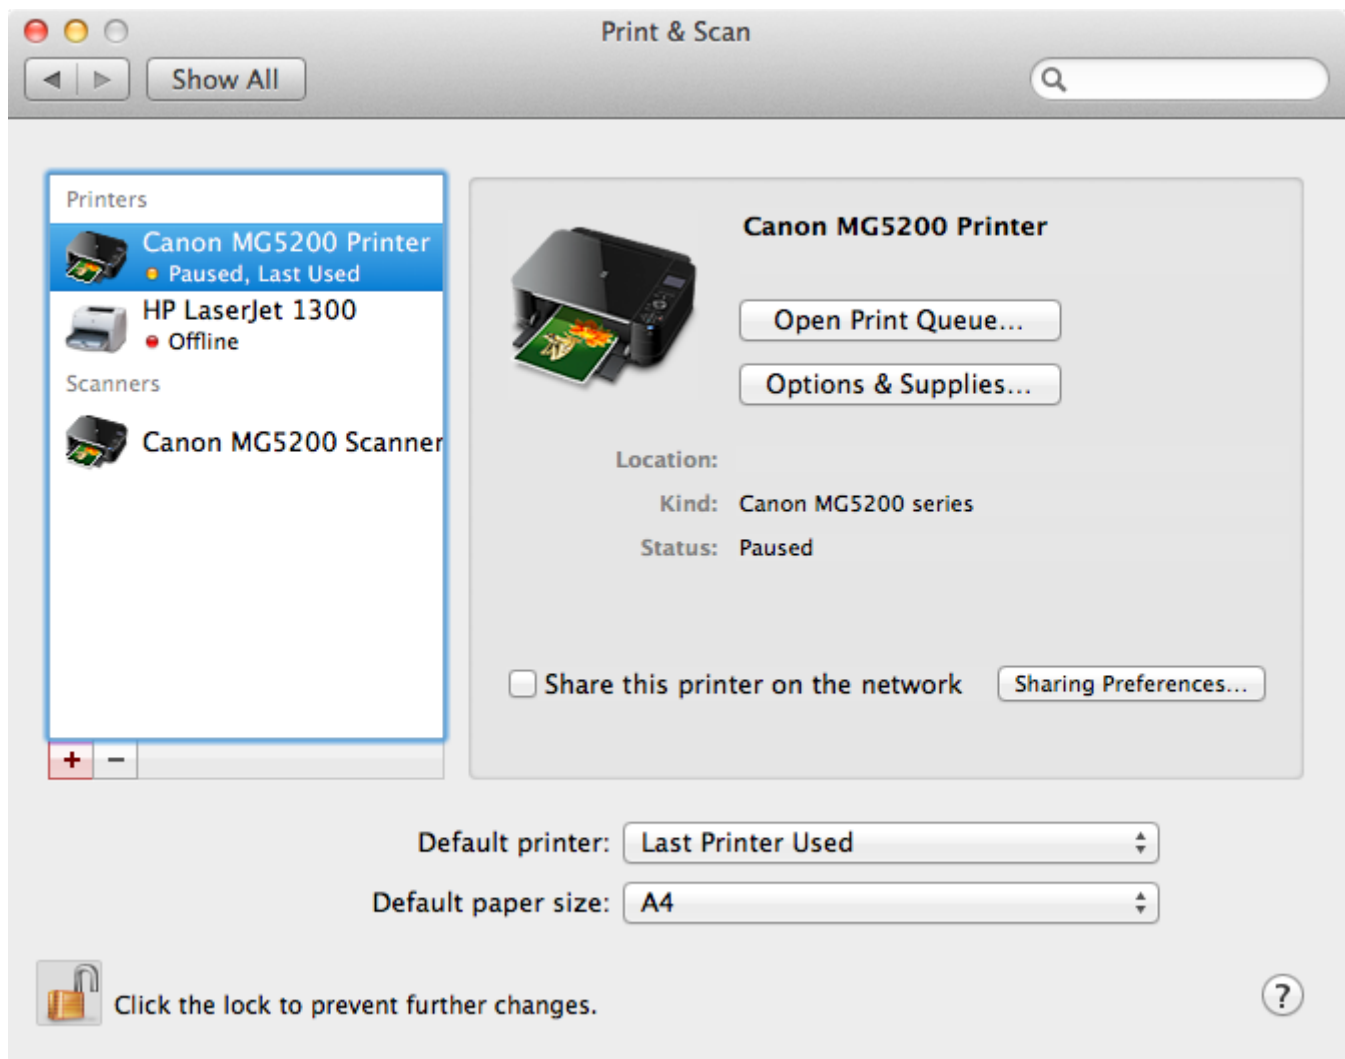 Print & Scan
Show All
Printers
Canon MG5200 Printer
Paused, Last Used
HP LaserJet 1300
Offline
Scanners
Canon MG5200 Scanner
Canon MG5200 Printer
Open Print Queue...
Options & Supplies...
Location:
Kind: Canon MG5200 series
Status: Paused
Share this printer on the network
Sharing Preferences...
+ −
Default printer: Last Printer Used
Default paper size: A4
Click the lock to prevent further changes.
?